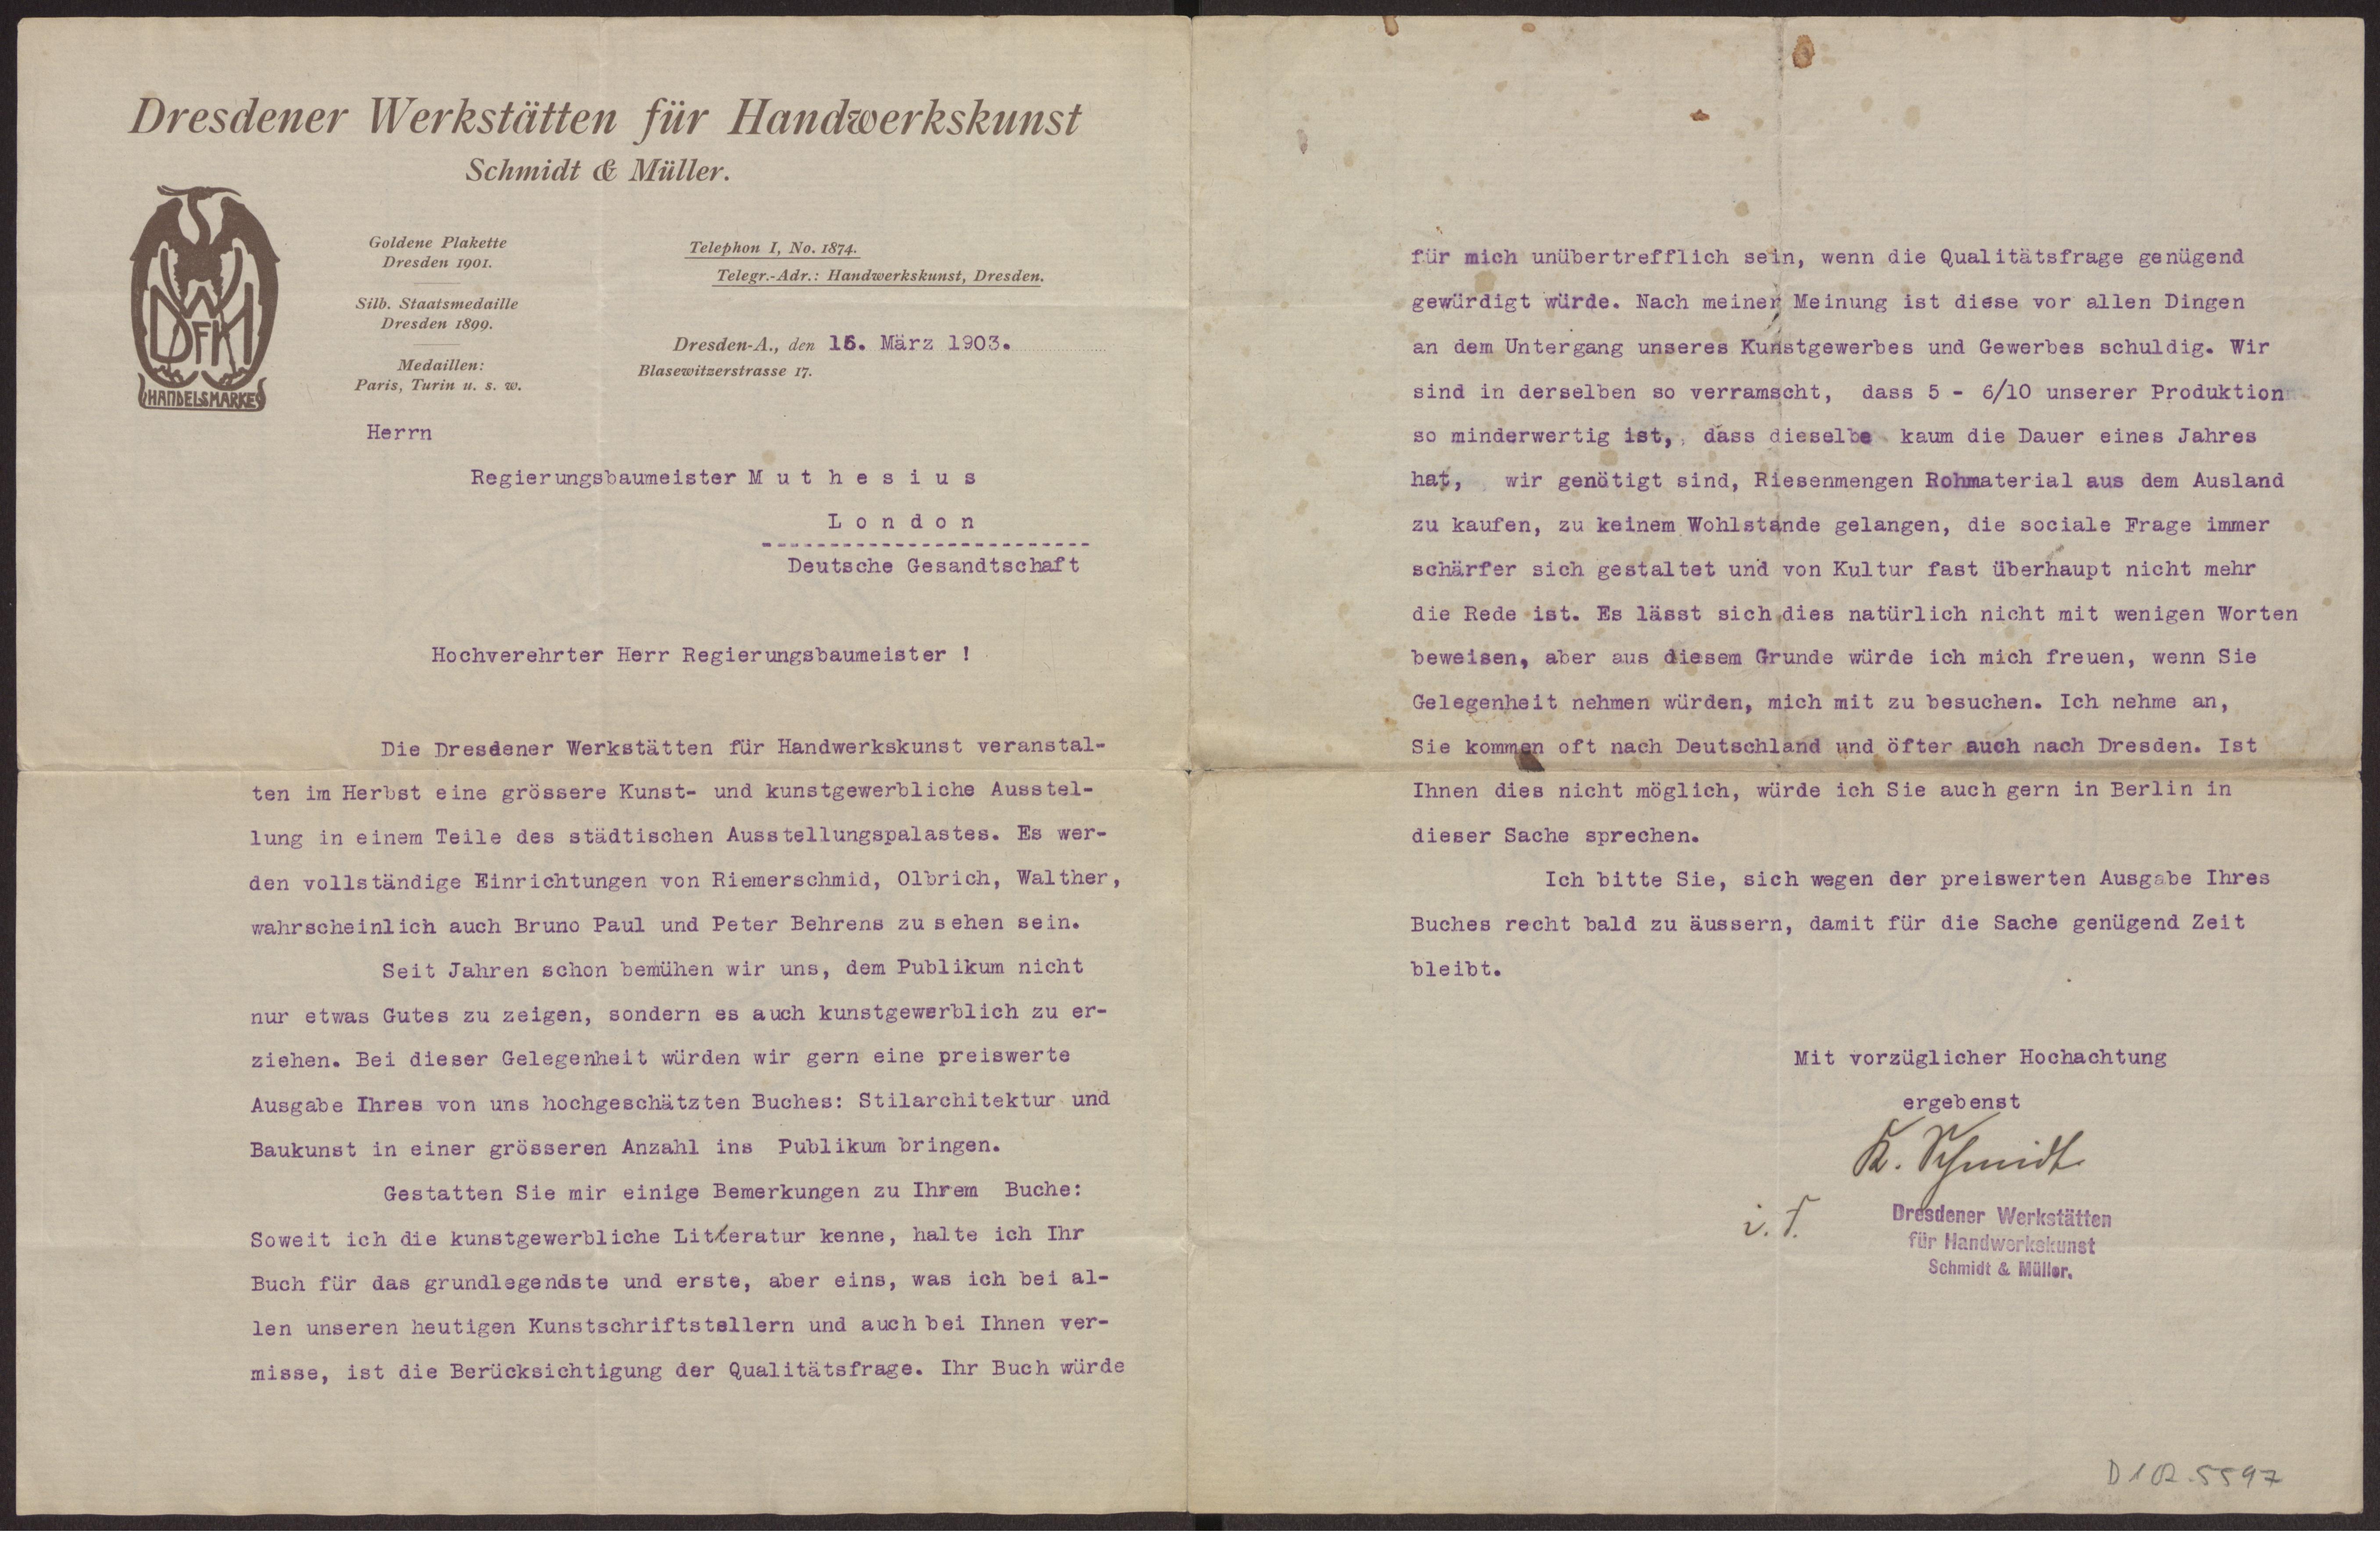 Dresdener Werkstätten für Handwerkskunst
Schmidt & Müller.
DWFHK
HANDELSMARKE
Goldene Plakette
Dresden 1901.
Silb. Staatsmedaille
Dresden 1899.
Medaillen:
Paris, Turin u. s. w.
Telephon I, No. 1874.
Telegr.-Adr.: Handwerkskunst, Dresden.
Dresden-A., den 16. März 1903.
Blasewitzerstrasse 17.
Herrn
Regierungsbaumeister M u t h e s i u s
L o n d o n
Deutsche Gesandtschaft
Hochverehrter Herr Regierungsbaumeister !
Die Dresdener Werkstätten für Handwerkskunst veranstal-
ten im Herbst eine grössere Kunst- und kunstgewerbliche Ausstel-
lung in einem Teile des städtischen Ausstellungspalastes. Es wer-
den vollständige Einrichtungen von Riemerschmid, Olbrich, Walther,
wahrscheinlich auch Bruno Paul und Peter Behrens zu sehen sein.
Seit Jahren schon bemühen wir uns, dem Publikum nicht
nur etwas Gutes zu zeigen, sondern es auch kunstgewerblich zu er-
ziehen. Bei dieser Gelegenheit würden wir gern eine preiswerte
Ausgabe Ihres von uns hochgeschätzten Buches: Stilarchitektur und
Baukunst in einer grösseren Anzahl ins Publikum bringen.
Gestatten Sie mir einige Bemerkungen zu Ihrem Buche:
Soweit ich die kunstgewerbliche Litteratur kenne, halte ich Ihr
Buch für das grundlegendste und erste, aber eins, was ich bei al-
len unseren heutigen Kunstschriftstellern und auch bei Ihnen ver-
misse, ist die Berücksichtigung der Qualitätsfrage. Ihr Buch würde
für mich unübertrefflich sein, wenn die Qualitätsfrage genügend
gewürdigt würde. Nach meiner Meinung ist diese vor allen Dingen
an dem Untergang unseres Kunstgewerbes und Gewerbes schuldig. Wir
sind in derselben so verramscht, dass 5 - 6/10 unserer Produktion
so minderwertig ist, dass dieselbe kaum die Dauer eines Jahres
hat, wir genötigt sind, Riesenmengen Rohmaterial aus dem Ausland
zu kaufen, zu keinem Wohlstande gelangen, die sociale Frage immer
schärfer sich gestaltet und von Kultur fast überhaupt nicht mehr
die Rede ist. Es lässt sich dies natürlich nicht mit wenigen Worten
beweisen, aber aus diesem Grunde würde ich mich freuen, wenn Sie
Gelegenheit nehmen würden, mich mit zu besuchen. Ich nehme an,
Sie kommen oft nach Deutschland und öfter auch nach Dresden. Ist
Ihnen dies nicht möglich, würde ich Sie auch gern in Berlin in
dieser Sache sprechen.
Ich bitte Sie, sich wegen der preiswerten Ausgabe Ihres
Buches recht bald zu äussern, damit für die Sache genügend Zeit
bleibt.
Mit vorzüglicher Hochachtung
ergebenst
K. Schmidt
i. F.
Dresdener Werkstätten
für Handwerkskunst
Schmidt & Müller.
D 102.5597